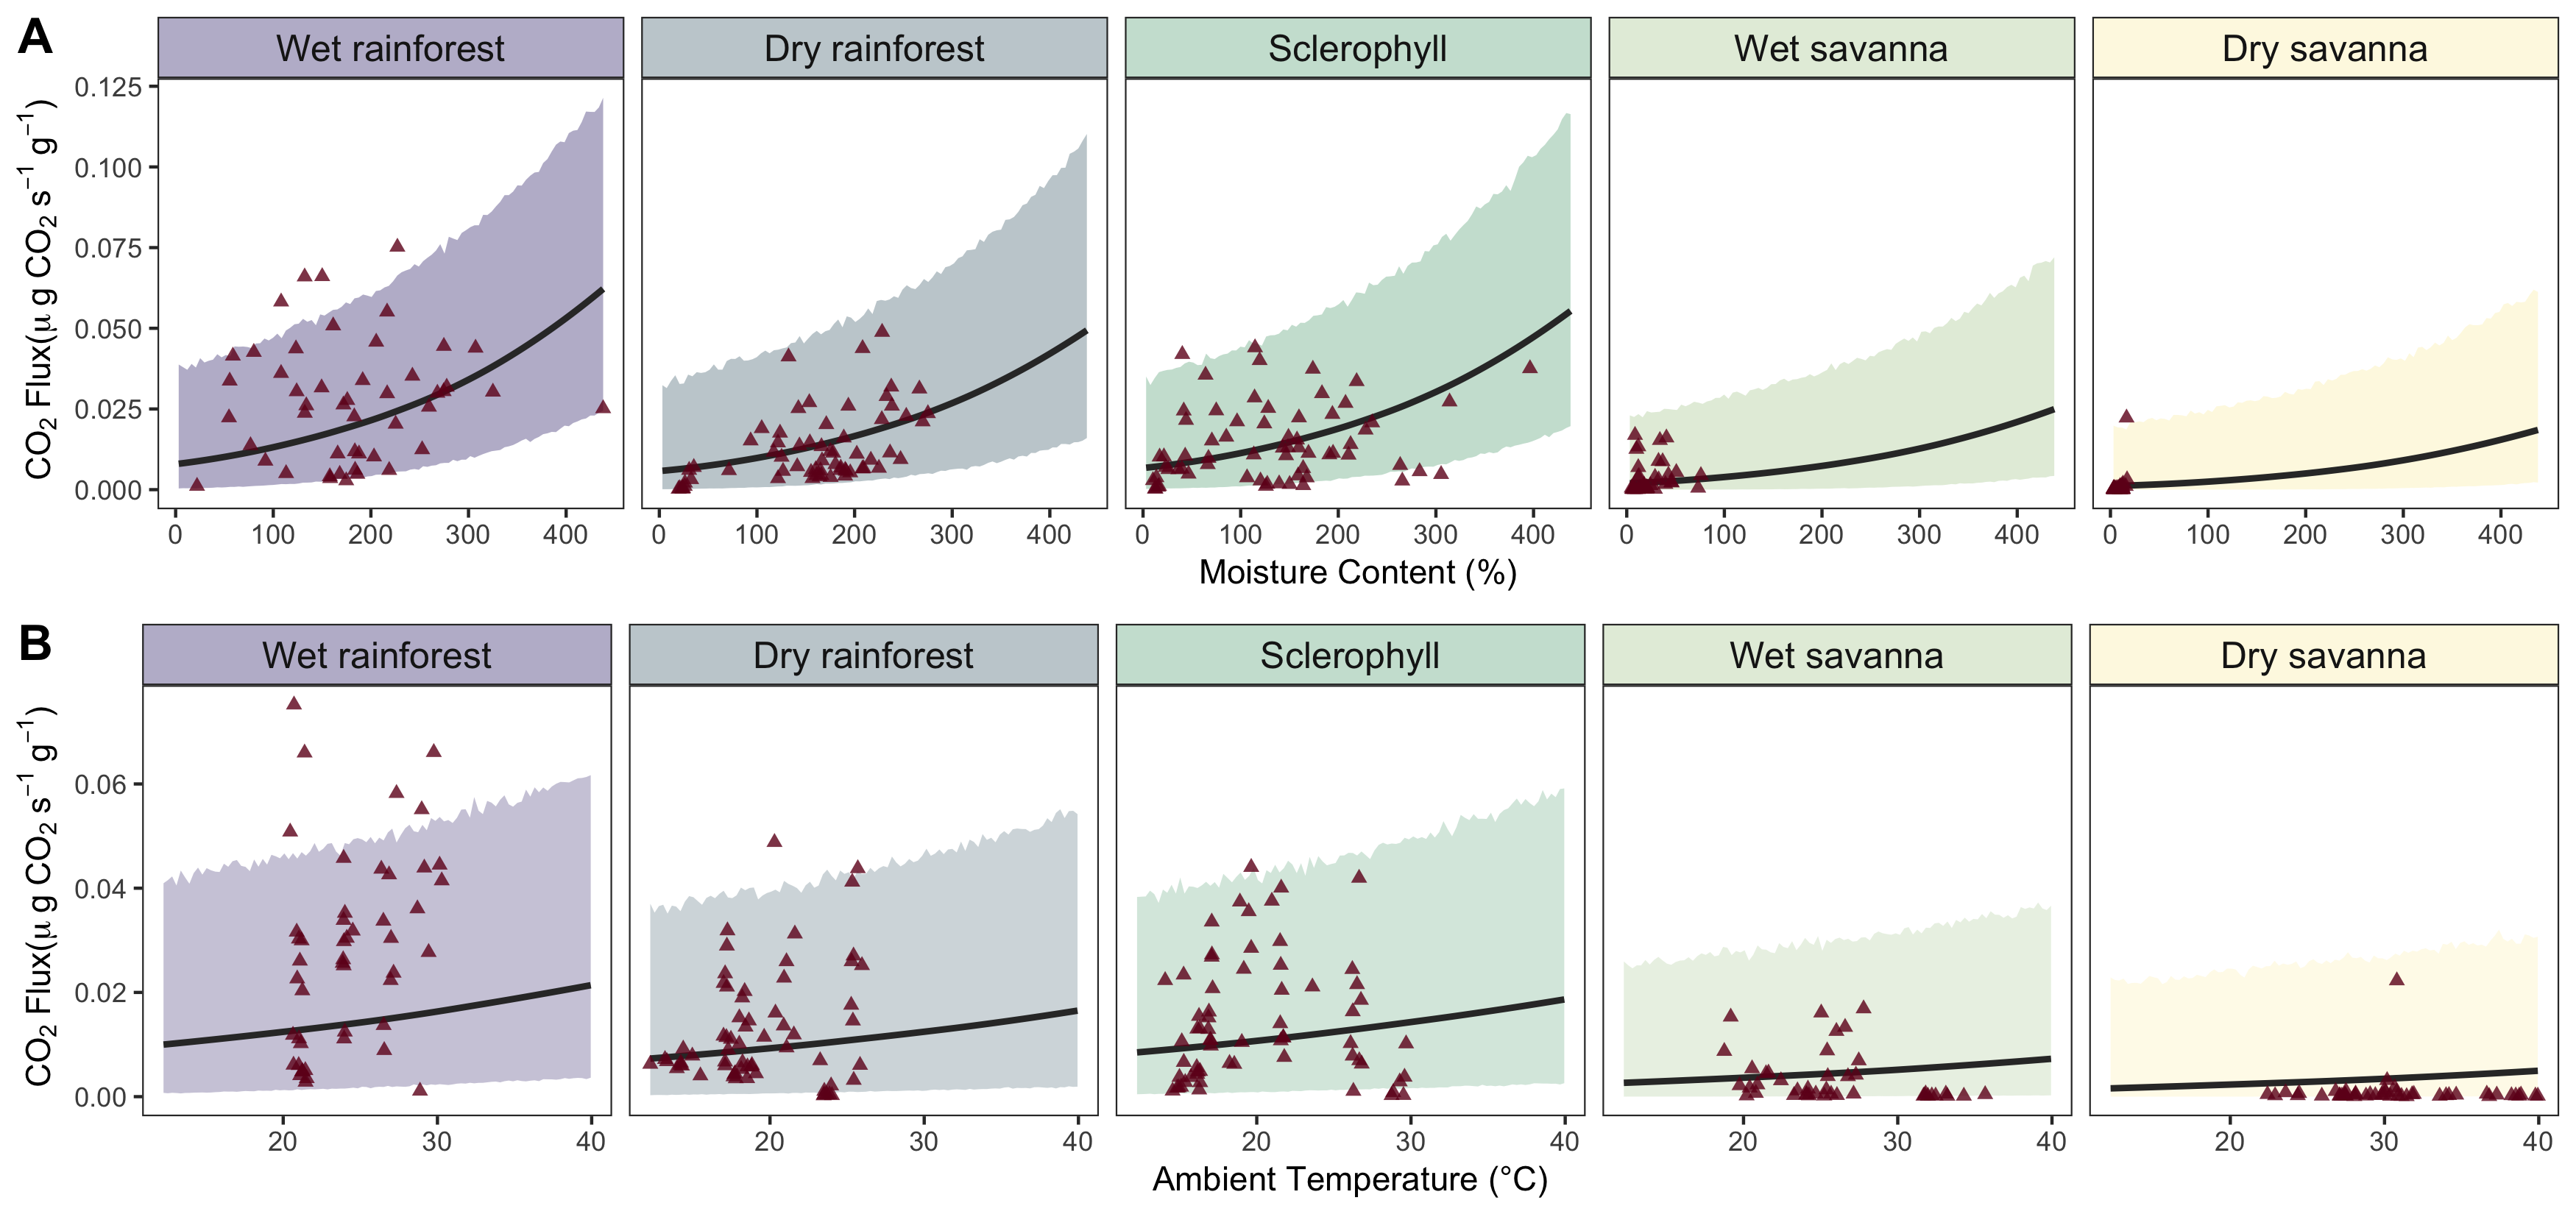 A
Wet rainforest Dry rainforest Sclerophyll Wet savanna Dry savanna
CO₂ Flux(μ g CO₂ s⁻¹ g⁻¹)
0.125
0.100
0.075
0.050
0.025
0.000
0 100 200 300 400 0 100 200 300 400 0 100 200 300 400 0 100 200 300 400 0 100 200 300 400
Moisture Content (%)
B
Wet rainforest Dry rainforest Sclerophyll Wet savanna Dry savanna
CO₂ Flux(μ g CO₂ s⁻¹ g⁻¹)
0.06
0.04
0.02
0.00
20 30 40 20 30 40 20 30 40 20 30 40 20 30 40
Ambient Temperature (°C)